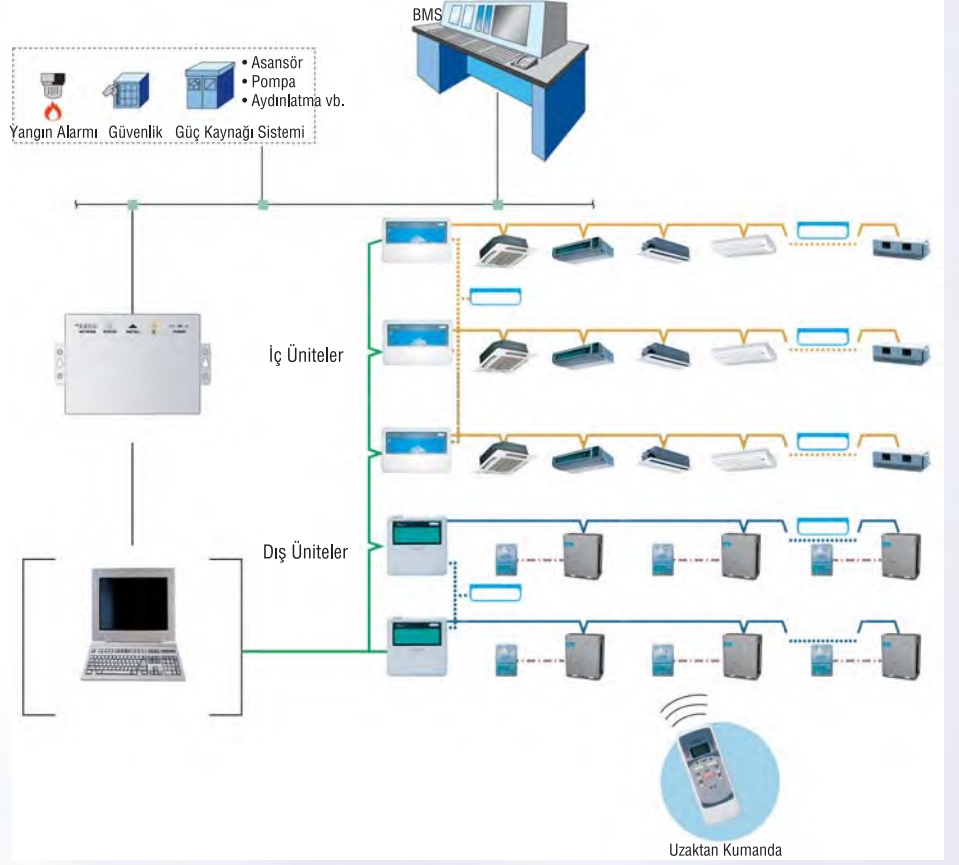 BMS
• Asansör
• Pompa
• Aydınlatma vb.
Yangın Alarmı Güvenlik Güç Kaynağı Sistemi
İç Üniteler
Dış Üniteler
Uzaktan Kumanda